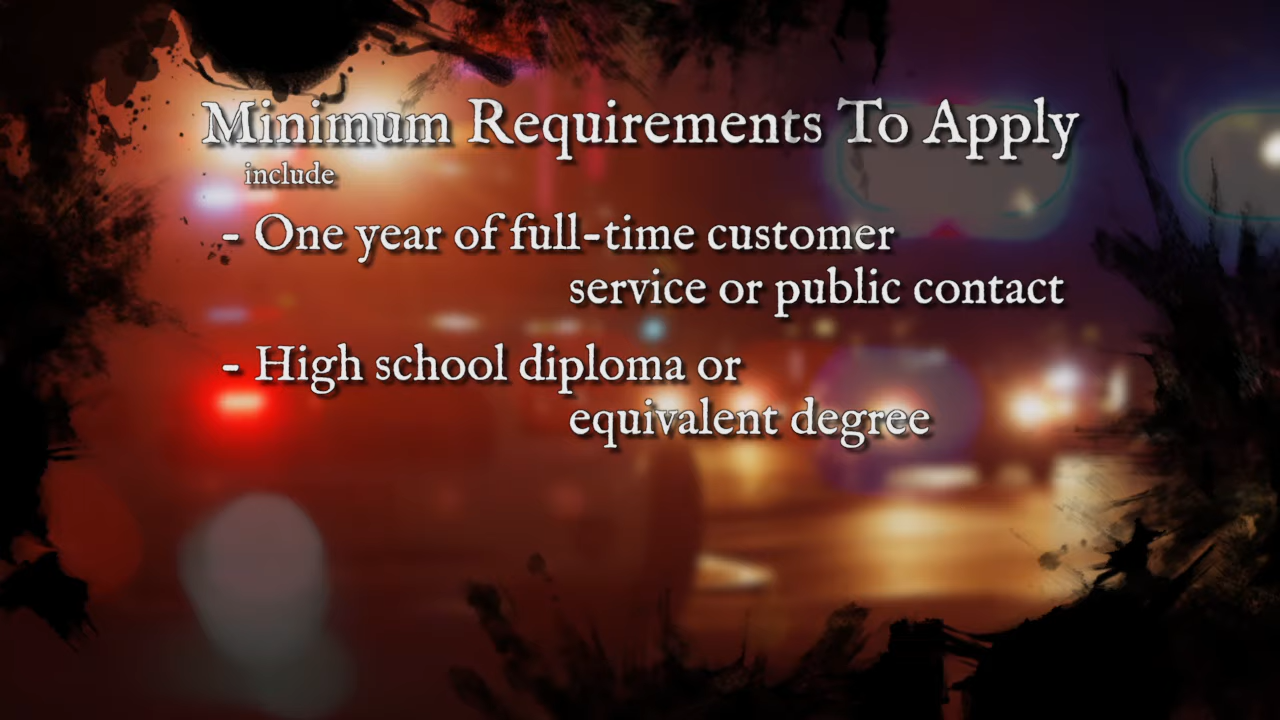 Minimum Requirements To Apply
include
- One year of full-time customer
service or public contact
- High school diploma or
equivalent degree